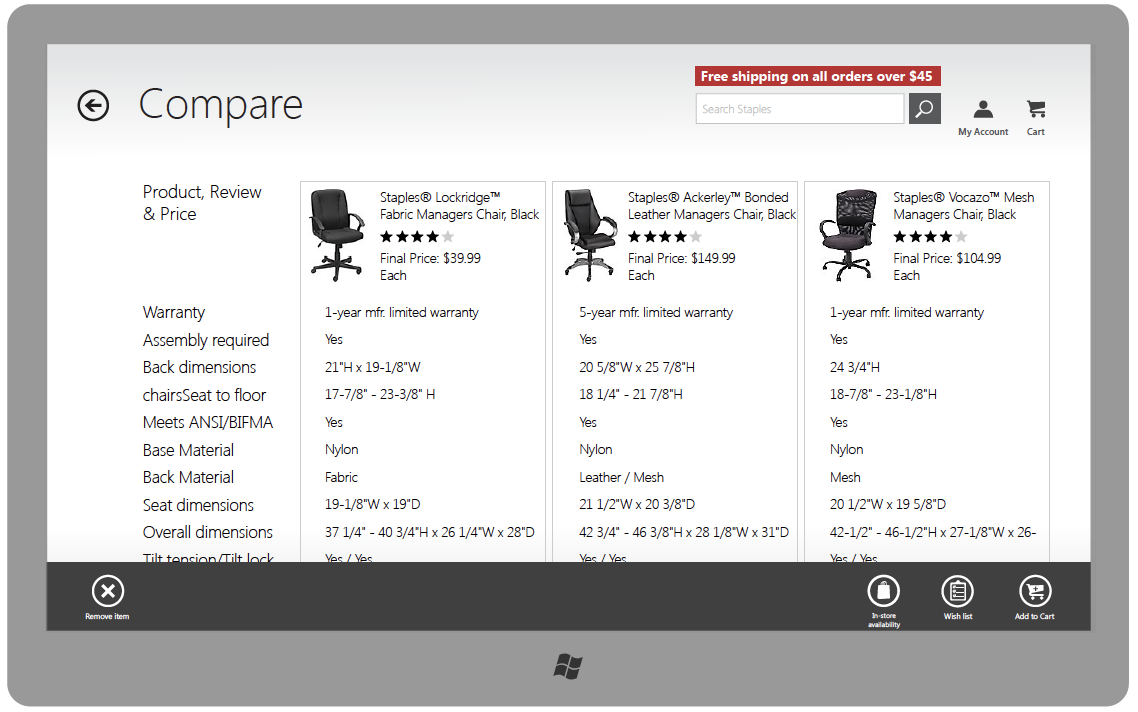 Free shipping on all orders over $45
Compare
Search Staples
My Account
Cart
Product, Review
& Price
Staples® Lockridge™
Fabric Managers Chair, Black
Final Price: $39.99
Each
Staples® Ackerley™ Bonded
Leather Managers Chair, Black
Final Price: $149.99
Each
Staples® Vocazo™ Mesh
Managers Chair, Black
Final Price: $104.99
Each
Warranty 1-year mfr. limited warranty 5-year mfr. limited warranty 1-year mfr. limited warranty
Assembly required Yes Yes Yes
Back dimensions 21"H x 19-1/8"W 20 5/8"W x 25 7/8"H 24 3/4"H
chairsSeat to floor 17-7/8" - 23-3/8" H 18 1/4" - 21 7/8"H 18-7/8" - 23-1/8"H
Meets ANSI/BIFMA Yes Yes Yes
Base Material Nylon Nylon Nylon
Back Material Fabric Leather / Mesh Mesh
Seat dimensions 19-1/8"W x 19"D 21 1/2"W x 20 3/8"D 20 1/2"W x 19 5/8"D
Overall dimensions 37 1/4" - 40 3/4"H x 26 1/4"W x 28"D 42 3/4" - 46 3/8"H x 28 1/8"W x 31"D 42-1/2" - 46-1/2"H x 27-1/8"W x 26-
Tilt tension/Tilt lock Yes / Yes Yes / Yes Yes / Yes
Remove item
In-store
availability
Wish list
Add to Cart